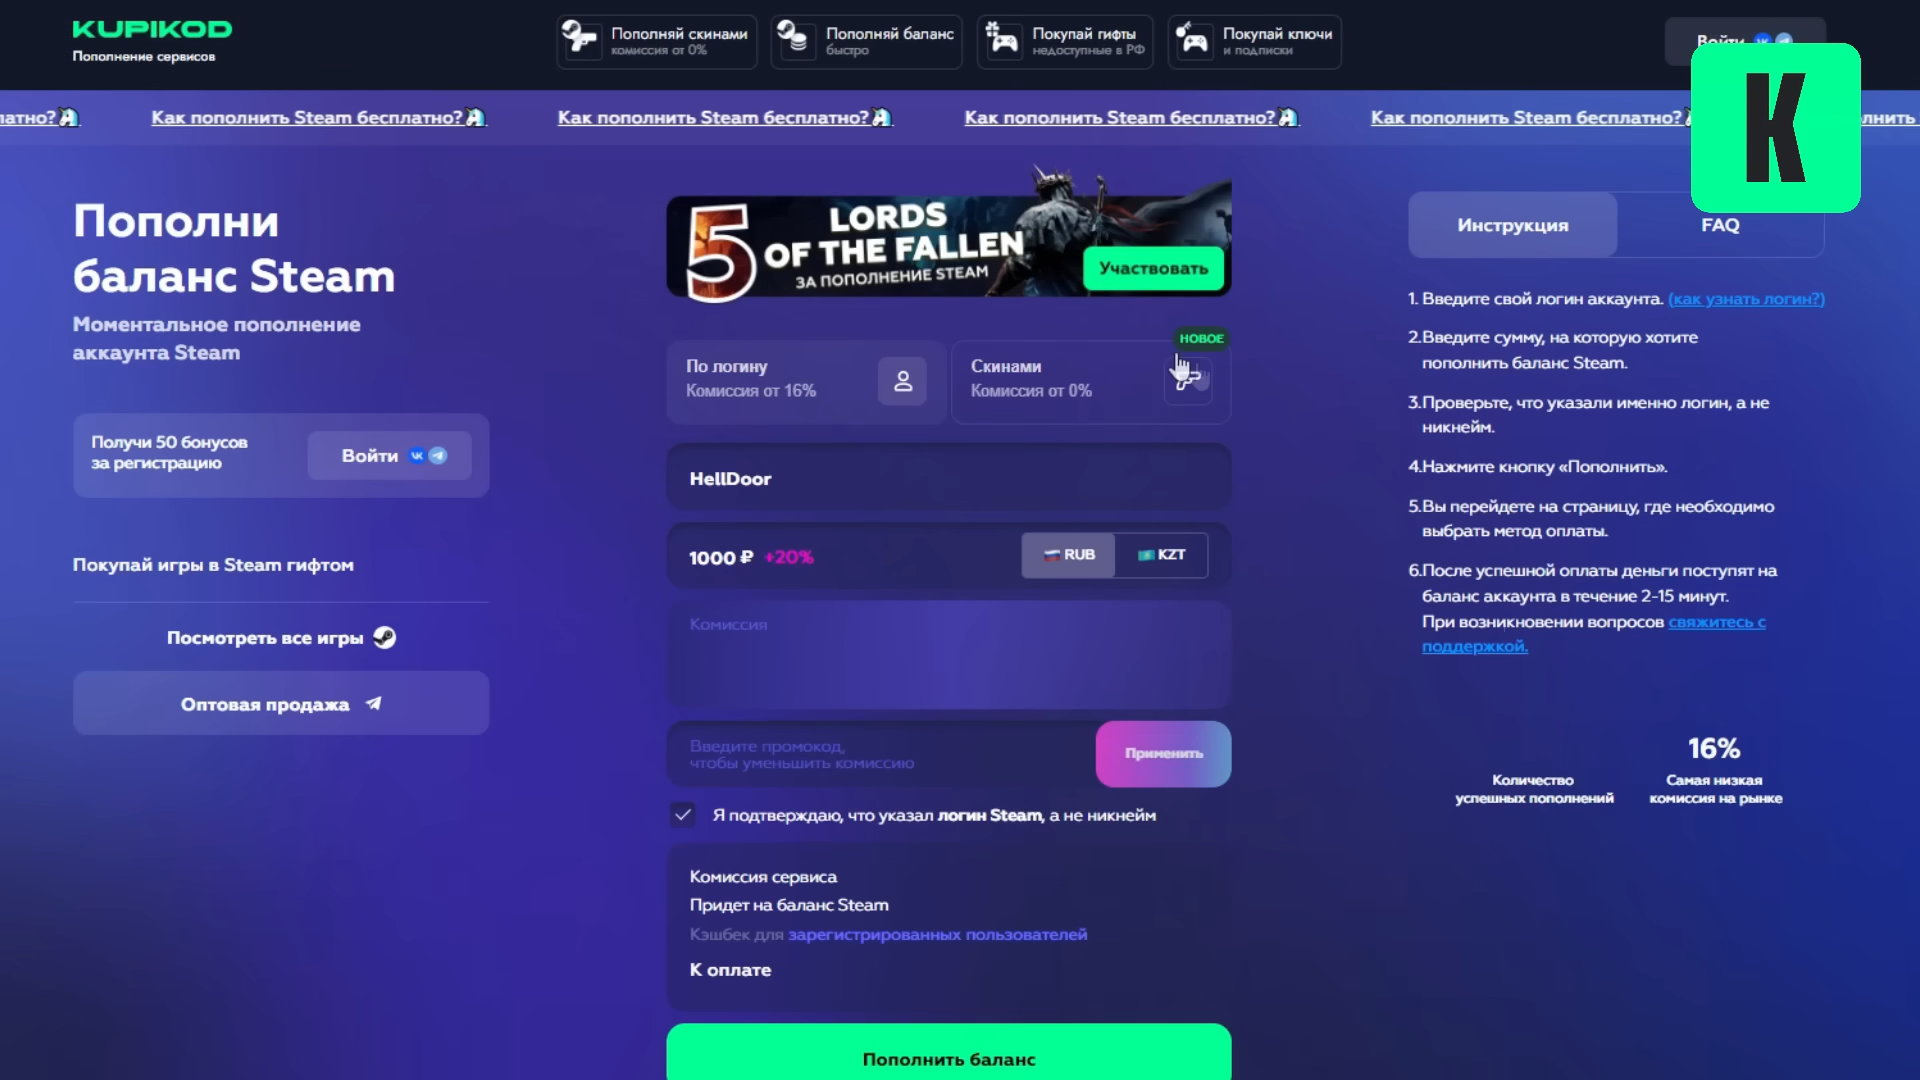 KUPIKOD
Пополнение сервисов
Пополняй скинами
комиссия от 0%
Пополняй баланс
быстро
Покупай гифты
недоступные в РФ
Покупай ключи
и подписки
Войти
K
Как пополнить Steam бесплатно?
Как пополнить Steam бесплатно?
Как пополнить Steam бесплатно?
Как пополнить Steam бесплатно?
Пополни
баланс Steam
Моментальное пополнение
аккаунта Steam
Получи 50 бонусов
за регистрацию
Войти
Покупай игры в Steam гифтом
Посмотреть все игры
Оптовая продажа
5 LORDS
OF THE FALLEN
ЗА ПОПОЛНЕНИЕ STEAM
Участвовать
НОВОЕ
По логину
Комиссия от 16%
Скинами
Комиссия от 0%
HellDoor
1000 ₽ +20%
RUB
KZT
Комиссия
Введите промокод,
чтобы уменьшить комиссию
Применить
Я подтверждаю, что указал логин Steam, а не никнейм
Комиссия сервиса
Придет на баланс Steam
Кэшбек для зарегистрированных пользователей
К оплате
Пополнить баланс
Инструкция
FAQ
1. Введите свой логин аккаунта. (как узнать логин?)
2.Введите сумму, на которую хотите
пополнить баланс Steam.
3.Проверьте, что указали именно логин, а не
никнейм.
4.Нажмите кнопку «Пополнить».
5.Вы перейдете на страницу, где необходимо
выбрать метод оплаты.
6.После успешной оплаты деньги поступят на
баланс аккаунта в течение 2-15 минут.
При возникновении вопросов свяжитесь с
поддержкой.
Количество
успешных пополнений
16%
Самая низкая
комиссия на рынке